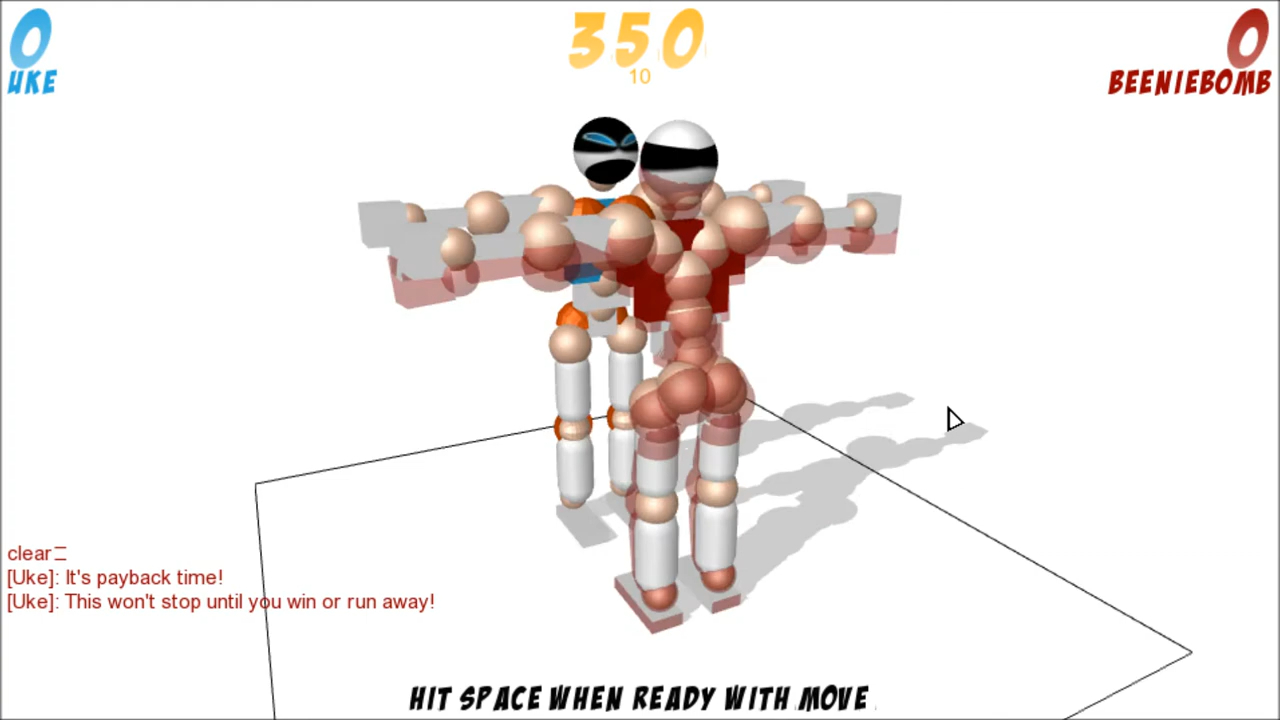 0
UKE
350
10
0
BEENIEBOMB
clear
[Uke]: It's payback time!
[Uke]: This won't stop until you win or run away!
HIT SPACE WHEN READY WITH MOVE